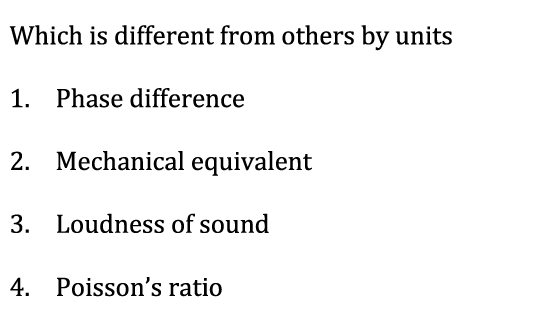 Which is different from others by units
1. Phase difference
2. Mechanical equivalent
3. Loudness of sound
4. Poisson’s ratio